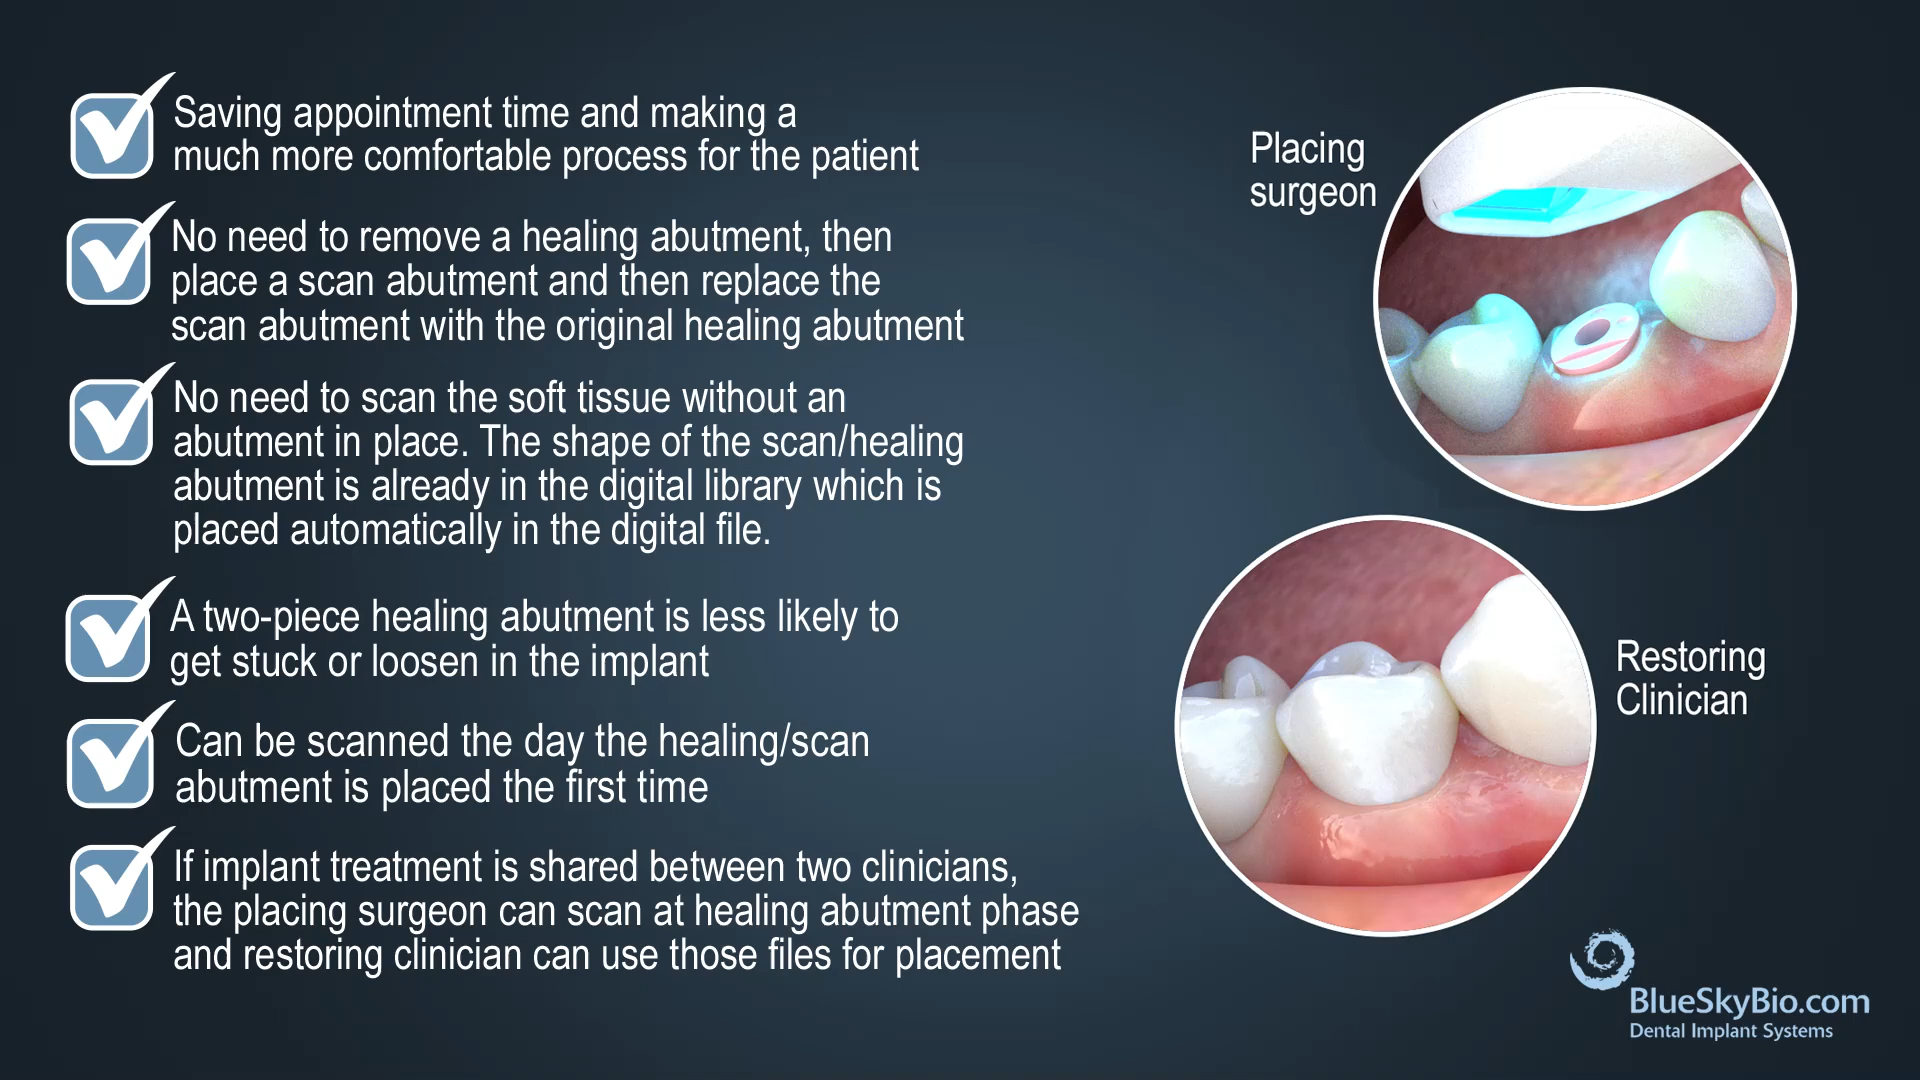 Saving appointment time and making a
much more comfortable process for the patient
No need to remove a healing abutment, then
place a scan abutment and then replace the
scan abutment with the original healing abutment
No need to scan the soft tissue without an
abutment in place. The shape of the scan/healing
abutment is already in the digital library which is
placed automatically in the digital file.
A two-piece healing abutment is less likely to
get stuck or loosen in the implant
Can be scanned the day the healing/scan
abutment is placed the first time
If implant treatment is shared between two clinicians,
the placing surgeon can scan at healing abutment phase
and restoring clinician can use those files for placement
Placing
surgeon
Restoring
Clinician
BlueSkyBio.com
Dental Implant Systems